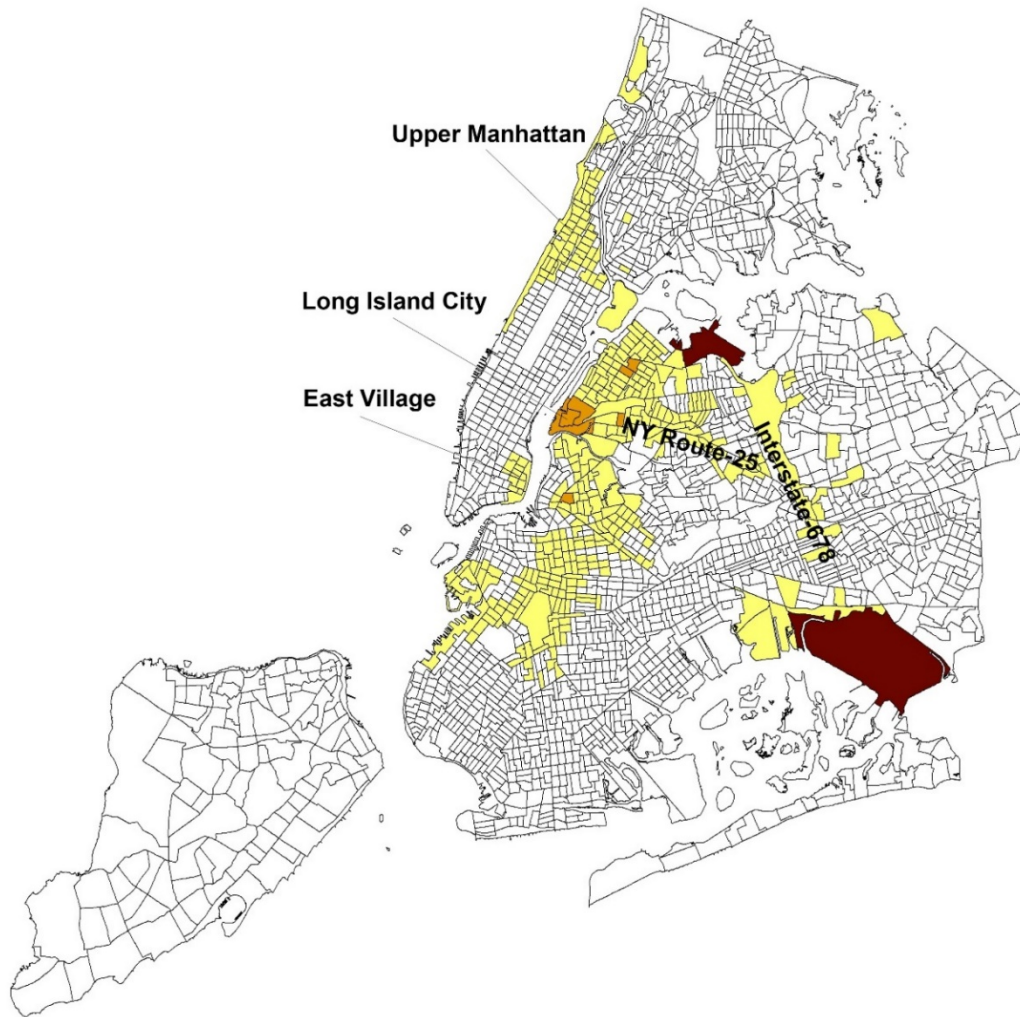 Upper Manhattan
Long Island City
East Village
NY Route-25
Interstate-678